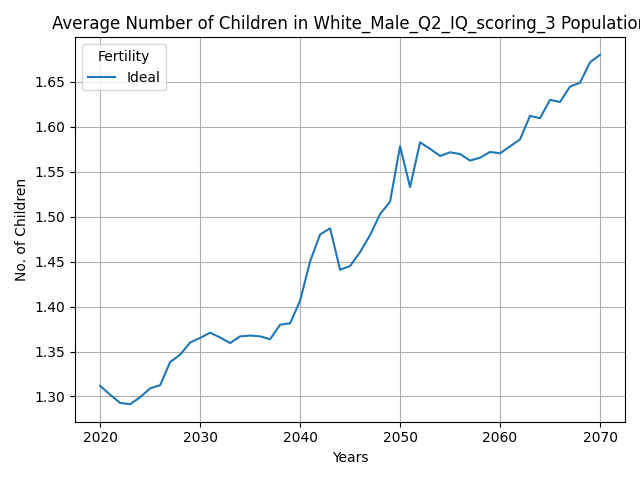 Average Number of Children in White_Male_Q2_IQ_scoring_3 Population
Fertility
Ideal
No. of Children
1.65
1.60
1.55
1.50
1.45
1.40
1.35
1.30
2020 2030 2040 2050 2060 2070
Years